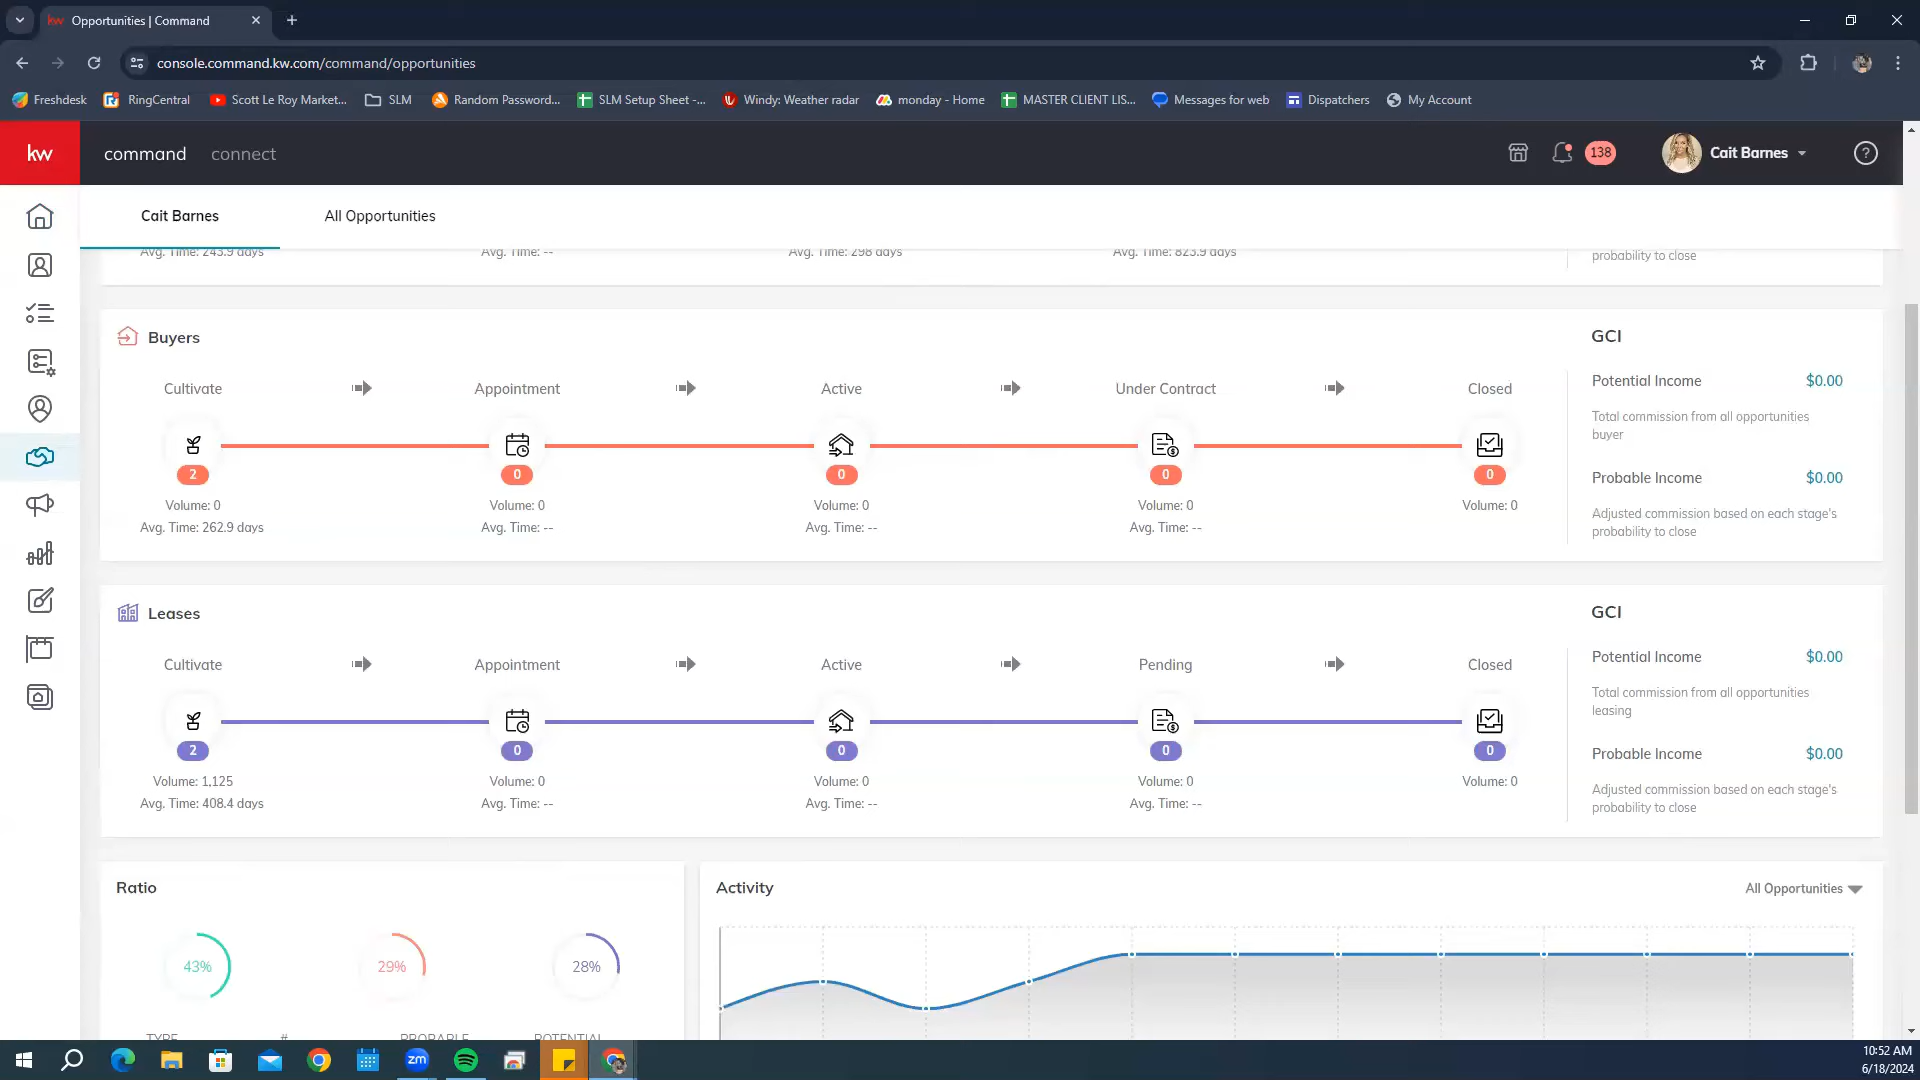 Opportunities | Command
console.command.kw.com/command/opportunities
Freshdesk RingCentral Scott Le Roy Market... SLM Random Password... SLM Setup Sheet -... Windy: Weather radar monday - Home MASTER CLIENT LIS... Messages for web Dispatchers My Account
kw command connect 138 Cait Barnes
Cait Barnes All Opportunities
Avg. Time: 243.9 days Avg. Time: -- Avg. Time: 298 days Avg. Time: 823.9 days probability to close
Buyers GCI
Cultivate Appointment Active Under Contract Closed Potential Income $0.00
Total commission from all opportunities
buyer
2 0 0 0 0 Probable Income $0.00
Volume: 0 Volume: 0 Volume: 0 Volume: 0 Volume: 0 Adjusted commission based on each stage's
Avg. Time: 262.9 days Avg. Time: -- Avg. Time: -- Avg. Time: -- probability to close
Leases GCI
Cultivate Appointment Active Pending Closed Potential Income $0.00
Total commission from all opportunities
leasing
2 0 0 0 0 Probable Income $0.00
Volume: 1,125 Volume: 0 Volume: 0 Volume: 0 Volume: 0 Adjusted commission based on each stage's
Avg. Time: 408.4 days Avg. Time: -- Avg. Time: -- Avg. Time: -- probability to close
Ratio Activity All Opportunities
43% 29% 28%
TYPE # PROBABLE POTENTIAL
zm
10:52 AM
6/18/2024